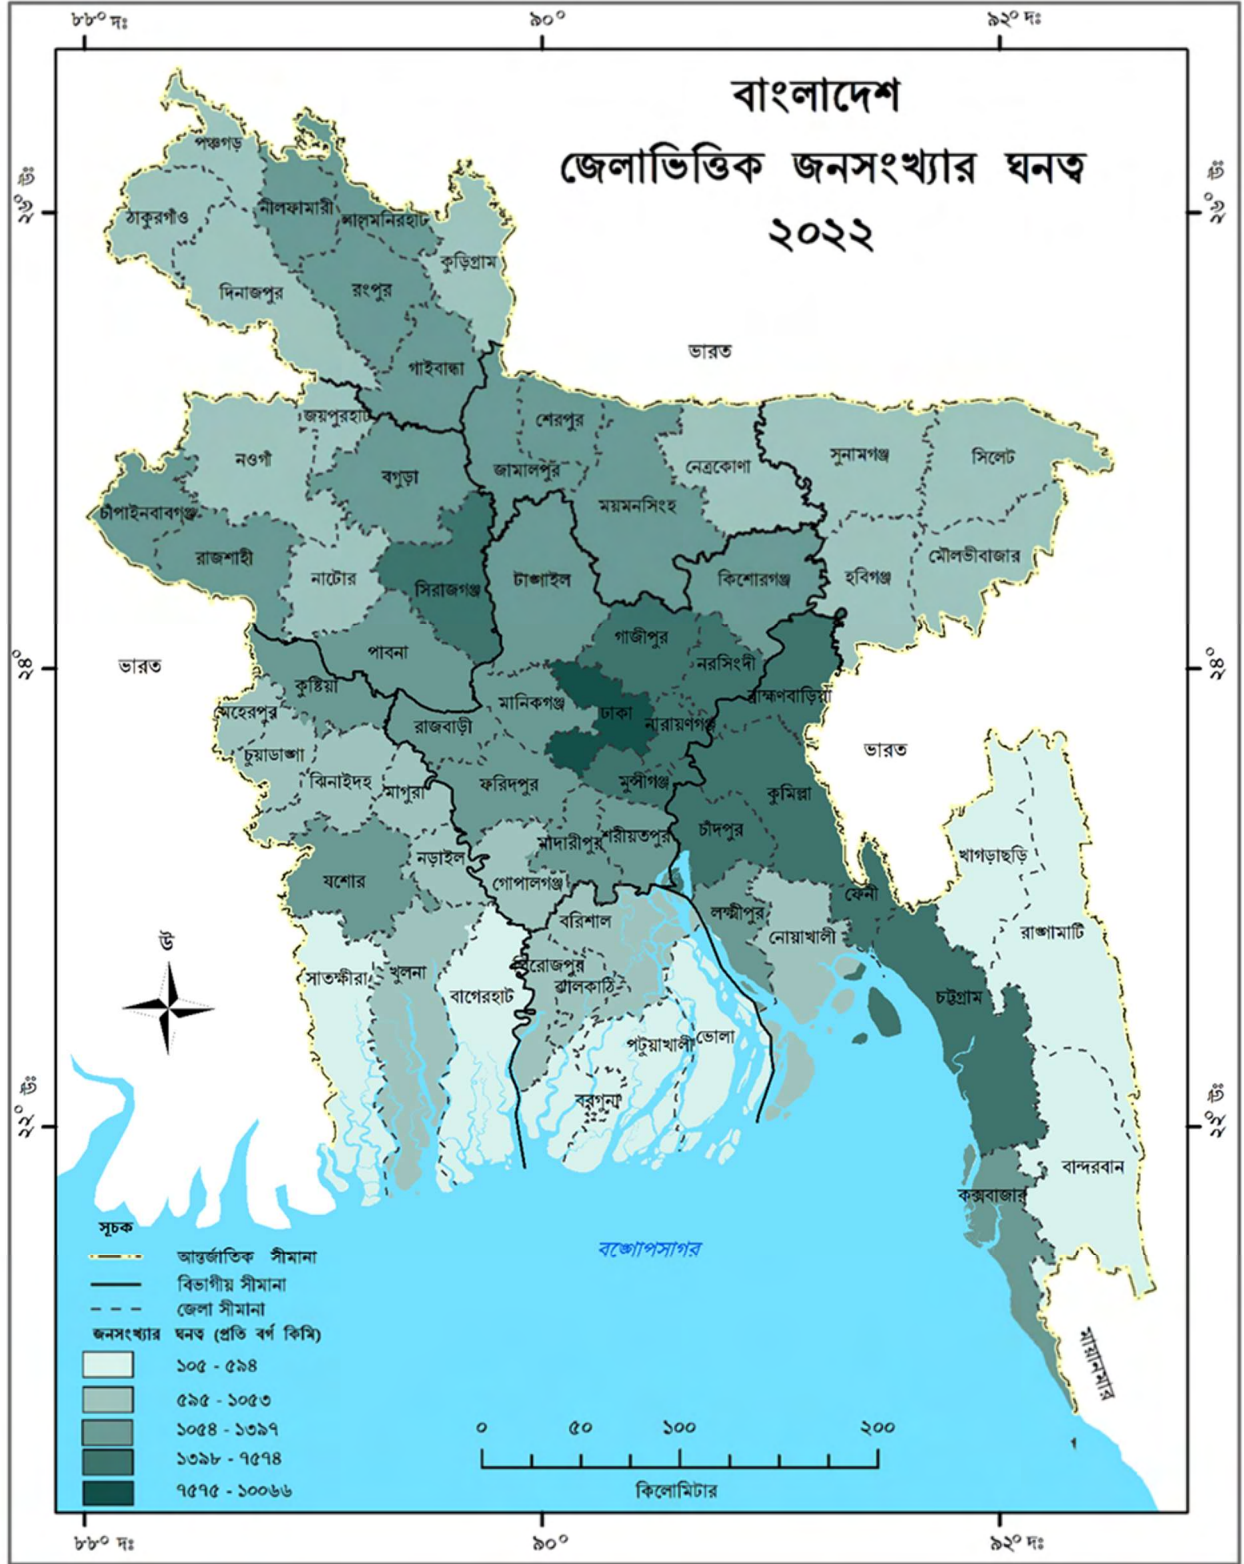 ৮৮° দঃ
৯০°
৯২° দঃ
বাংলাদেশ
জেলাভিত্তিক জনসংখ্যার ঘনত্ব
২০২২
পঞ্চগড়
ঠাকুরগাঁও
নীলফামারী
লালমনিরহাট
কুড়িগ্রাম
দিনাজপুর
রংপুর
গাইবান্ধা
ভারত
জয়পুরহাট
শেরপুর
নওগাঁ
বগুড়া
জামালপুর
নেত্রকোণা
সুনামগঞ্জ
সিলেট
ময়মনসিংহ
চাঁপাইনবাবগঞ্জ
রাজশাহী
নাটোর
সিরাজগঞ্জ
টাঙ্গাইল
কিশোরগঞ্জ
হবিগঞ্জ
মৌলভীবাজার
গাজীপুর
পাবনা
নরসিংদী
ভারত
২৪°
২৪°
কুষ্টিয়া
মেহেরপুর
মানিকগঞ্জ
ঢাকা
ব্রাহ্মণবাড়িয়া
রাজবাড়ী
নারায়ণগঞ্জ
ভারত
চুয়াডাঙ্গা
ঝিনাইদহ
মাগুরা
ফরিদপুর
মুন্সীগঞ্জ
কুমিল্লা
চাঁদপুর
মাদারীপুর
শরীয়তপুর
নড়াইল
যশোর
গোপালগঞ্জ
খাগড়াছড়ি
ফেনী
লক্ষ্মীপুর
নোয়াখালী
বরিশাল
রাঙ্গামাটি
উ
সাতক্ষীরা
খুলনা
বাগেরহাট
পিরোজপুর
ঝালকাঠি
চট্টগ্রাম
পটুয়াখালী
ভোলা
বরগুনা
২২° উঃ
২২° উঃ
বান্দরবান
কক্সবাজার
বঙ্গোপসাগর
মায়ানমার
সূচক
আন্তর্জাতিক সীমানা
বিভাগীয় সীমানা
জেলা সীমানা
জনসংখ্যার ঘনত্ব (প্রতি বর্গ কিমি)
১০৫ - ৫৯৪
৫৯৫ - ১০৫৩
১০৫৪ - ১৩৯৭
১৩৯৮ - ৭৫৭৪
৭৫৭৫ - ১০০৬৬
০ ৫০ ১০০ ২০০
কিলোমিটার
৮৮° দঃ
৯০°
৯২° দঃ